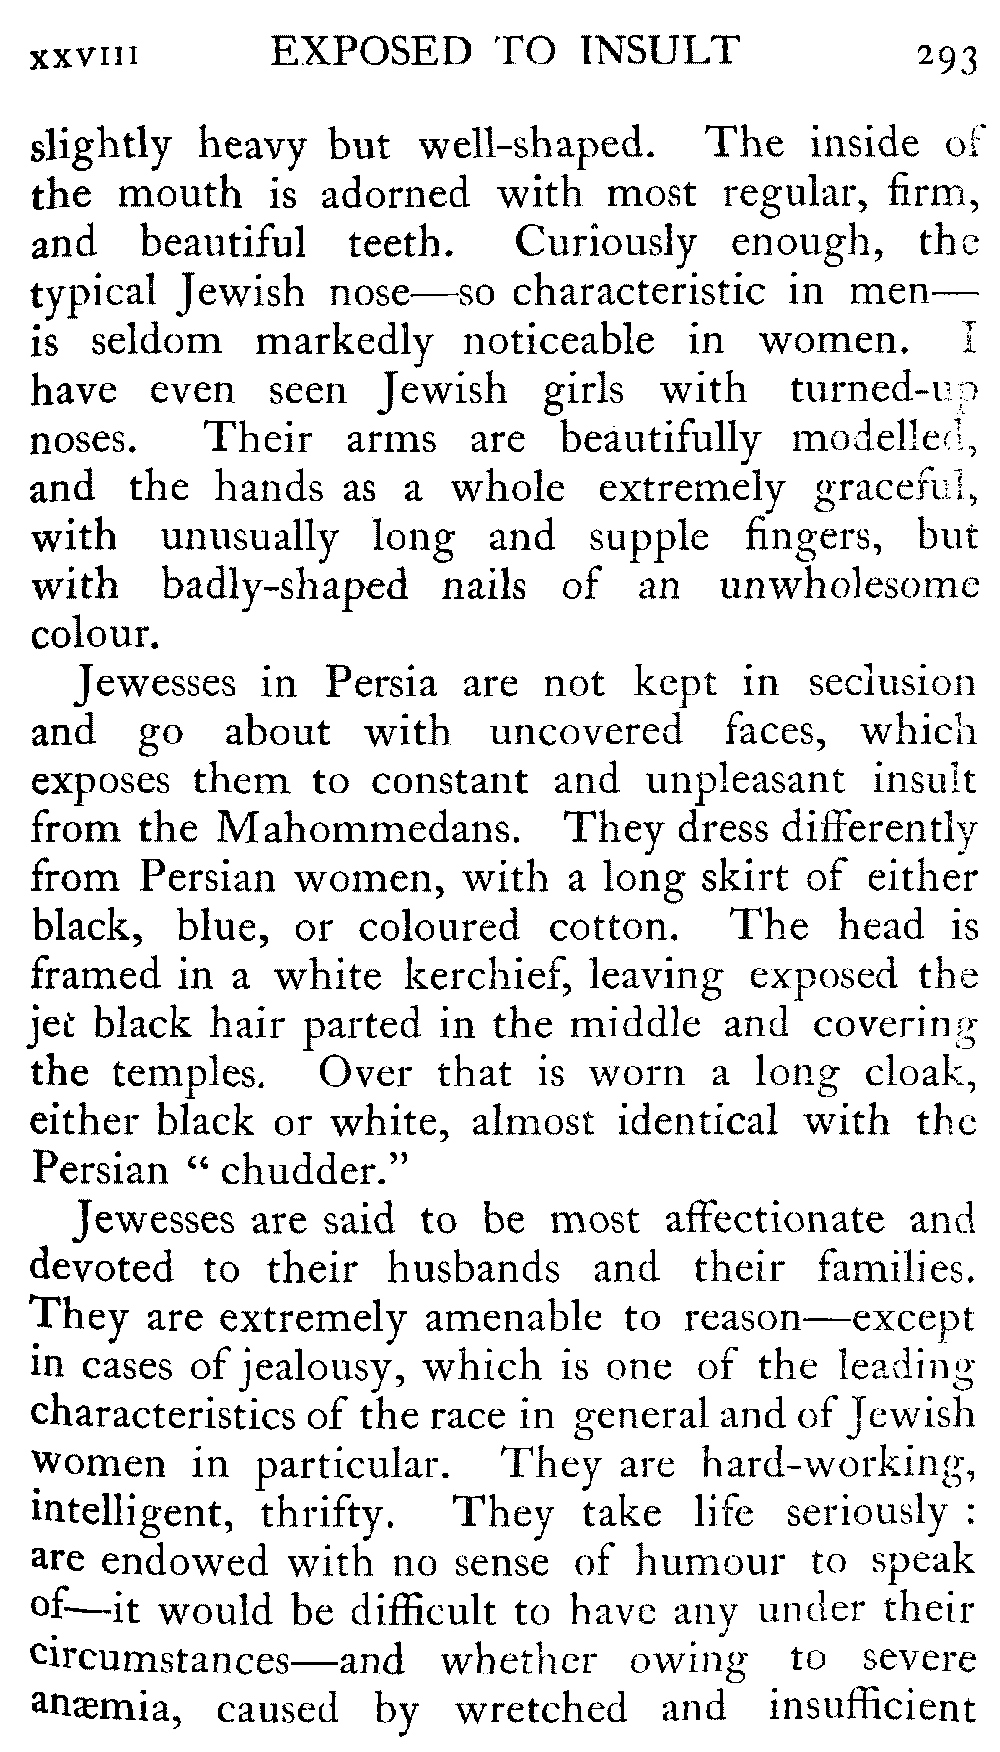 XXVIII EXPOSED TO INSULT 293
slightly heavy but well-shaped. The inside of
the mouth is adorned with most regular, firm,
and beautiful teeth. Curiously enough, the
typical Jewish nose—so characteristic in men—
is seldom markedly noticeable in women. I
have even seen Jewish girls with turned-up
noses. Their arms are beautifully modelled,
and the hands as a whole extremely graceful,
with unusually long and supple fingers, but
with badly-shaped nails of an unwholesome
colour.
Jewesses in Persia are not kept in seclusion
and go about with uncovered faces, which
exposes them to constant and unpleasant insult
from the Mahommedans. They dress differently
from Persian women, with a long skirt of either
black, blue, or coloured cotton. The head is
framed in a white kerchief, leaving exposed the
jet black hair parted in the middle and covering
the temples. Over that is worn a long cloak,
either black or white, almost identical with the
Persian “ chudder.”
Jewesses are said to be most affectionate and
devoted to their husbands and their families.
They are extremely amenable to reason—except
in cases of jealousy, which is one of the leading
characteristics of the race in general and of Jewish
women in particular. They are hard-working,
intelligent, thrifty. They take life seriously :
are endowed with no sense of humour to speak
of—it would be difficult to have any under their
circumstances—and whether owing to severe
anæmia, caused by wretched and insufficient